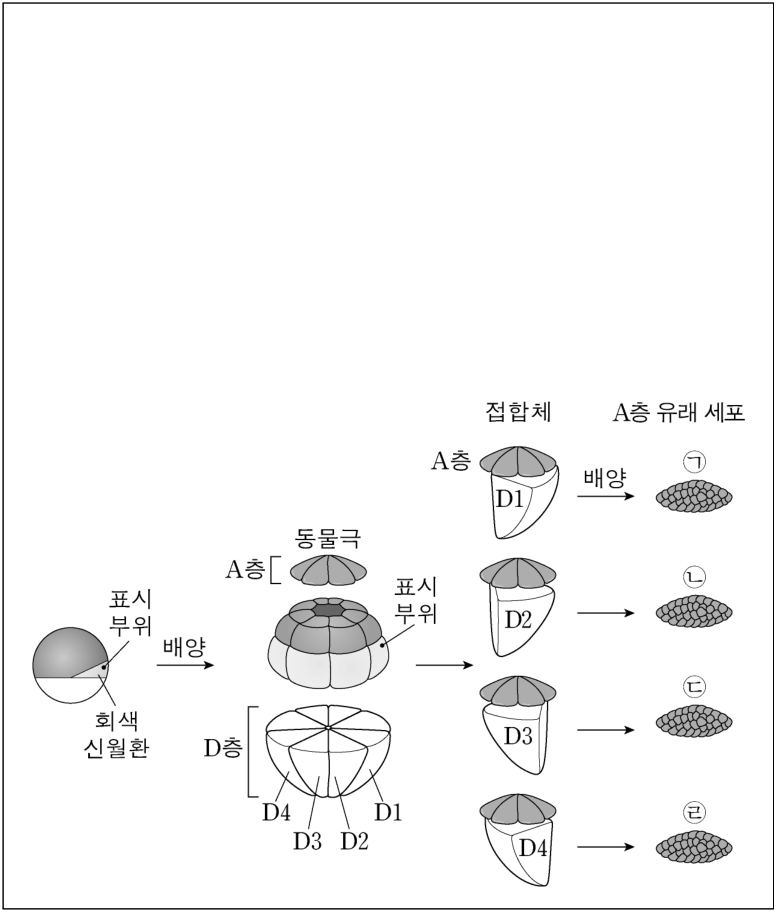 접합체
A층 유래 세포
A층
D1
배양
㉠
동물극
A층
표시
부위
D2
㉡
표시
부위
배양
회색
신월환
D층
D4
D3
D2
D1
D3
㉢
D4
㉣